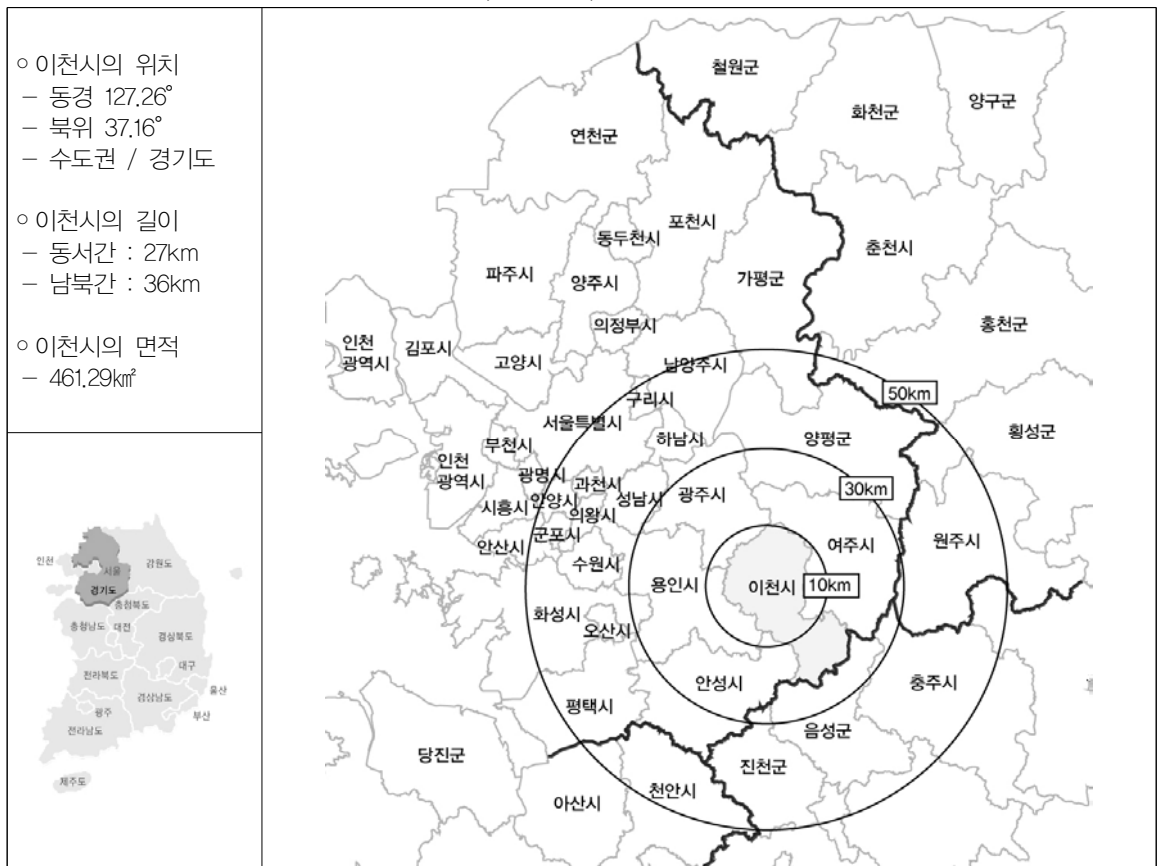 ○ 이천시의 위치
- 동경 127.26°
- 북위 37.16°
- 수도권 / 경기도
○ 이천시의 길이
- 동서간 : 27km
- 남북간 : 36km
○ 이천시의 면적
- 461.29㎢
인천
서울
경기도
강원도
충청북도
충청남도
대전
경상북도
전라북도
대구
울산
경상남도
광주
부산
전라남도
제주도
철원군
화천군
양구군
연천군
포천시
춘천시
동두천시
파주시
양주시
가평군
홍천군
의정부시
인천
광역시
김포시
고양시
남양주시
50km
구리시
서울특별시
하남시
양평군
횡성군
부천시
인천
광역시
광명시
과천시
성남시
광주시
30km
시흥시
안양시
의왕시
군포시
안산시
수원시
여주시
원주시
용인시
이천시
10km
화성시
오산시
안성시
충주시
평택시
음성군
당진군
진천군
천안시
아산시